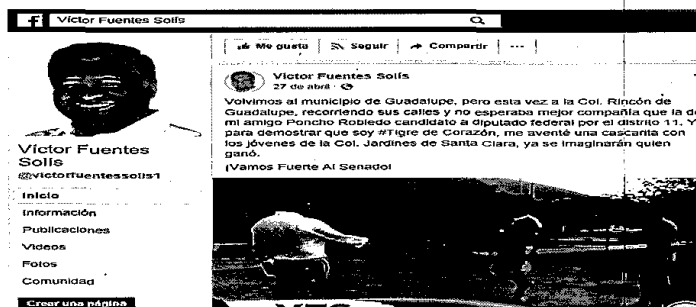 f Víctor Fuentes Solís
Me gusta Seguir Compartir ...
Víctor Fuentes Solís
27 de abril ·
Volvimos al municipio de Guadalupe, pero esta vez a la Col. Rincón de
Guadalupe, recorriendo sus calles y no esperaba mejor compañía que la de
mi amigo Poncho Robledo candidato a diputado federal por el distrito 11. Y
para demostrar que soy #Tigre de Corazón, me aventé una cascarita con
los jóvenes de la Col. Jardines de Santa Clara, ya se imaginarán quien
ganó.
¡Vamos Fuerte Al Senado!
Víctor Fuentes
Solís
@victorfuentessolis1
Inicio
Información
Publicaciones
Videos
Fotos
Comunidad
Crear una página